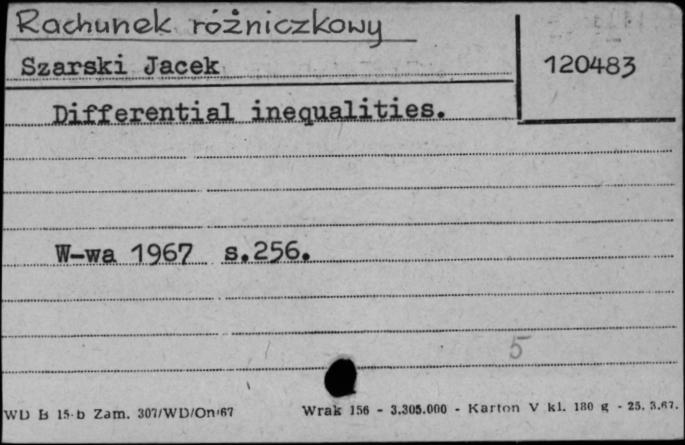 Rachunek różniczkowy
Szarski Jacek
120483
Differential inequalities.
W-wa 1967 s.256.
5
WD B 15-b Zam. 307/WD/On/67 Wrak 156 - 3.305.000 - Karton V kl. 180 g - 25. 3.67.